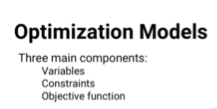 Optimization Models
Three main components:
Variables
Constraints
Objective function